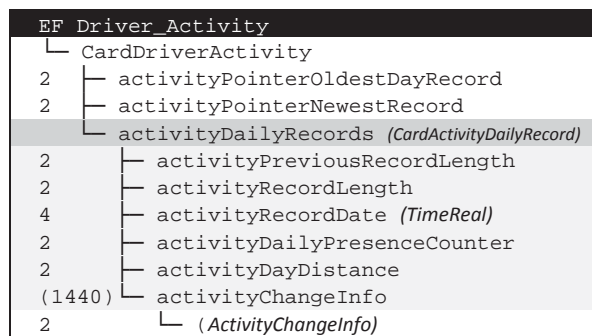 EF Driver_Activity
CardDriverActivity
2 activityPointerOldestDayRecord
2 activityPointerNewestRecord
activityDailyRecords (CardActivityDailyRecord)
2 activityPreviousRecordLength
2 activityRecordLength
4 activityRecordDate (TimeReal)
2 activityDailyPresenceCounter
2 activityDayDistance
(1440) activityChangeInfo
2 (ActivityChangeInfo)